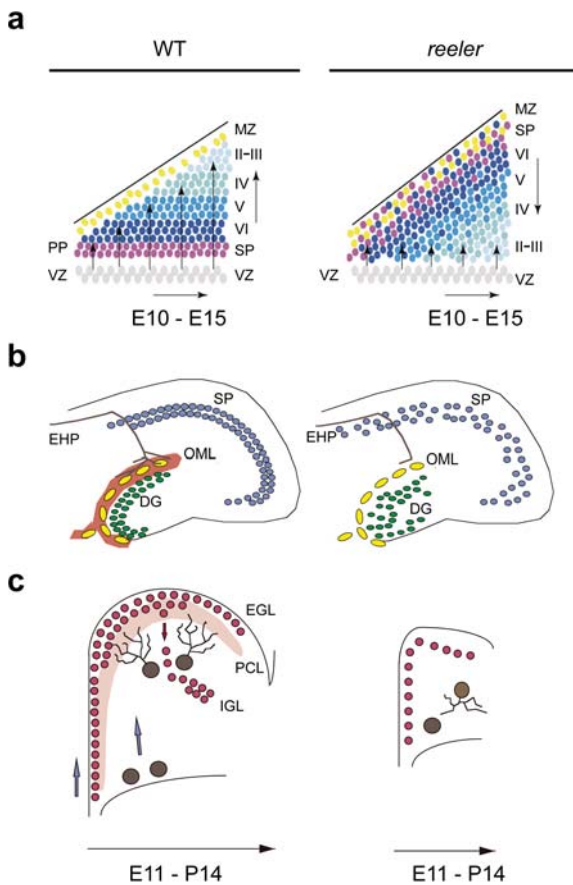 a
WT
reeler
MZ
II-III
IV
V
VI
SP
VZ
PP
VZ
E10 - E15
MZ
SP
VI
V
IV
II-III
VZ
VZ
E10 - E15
b
SP
EHP
OML
DG
SP
EHP
OML
DG
c
EGL
PCL
IGL
E11 - P14
E11 - P14